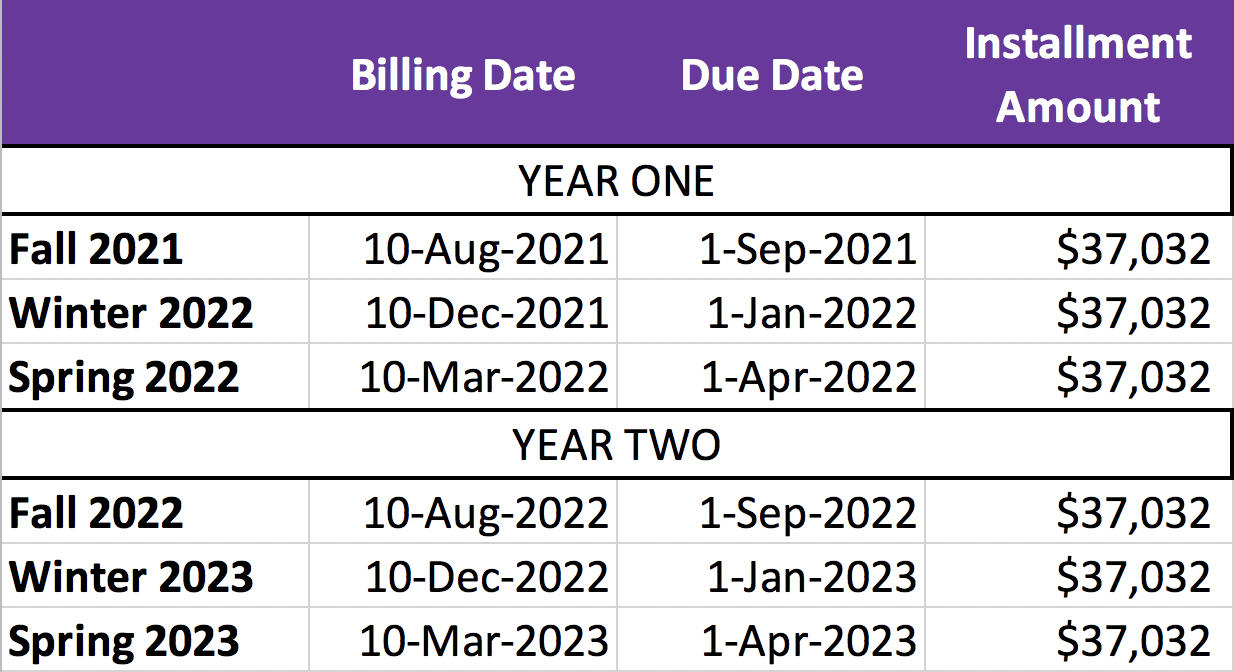 Billing Date Due Date Installment Amount
YEAR ONE
Fall 2021 10-Aug-2021 1-Sep-2021 $37,032
Winter 2022 10-Dec-2021 1-Jan-2022 $37,032
Spring 2022 10-Mar-2022 1-Apr-2022 $37,032
YEAR TWO
Fall 2022 10-Aug-2022 1-Sep-2022 $37,032
Winter 2023 10-Dec-2022 1-Jan-2023 $37,032
Spring 2023 10-Mar-2023 1-Apr-2023 $37,032